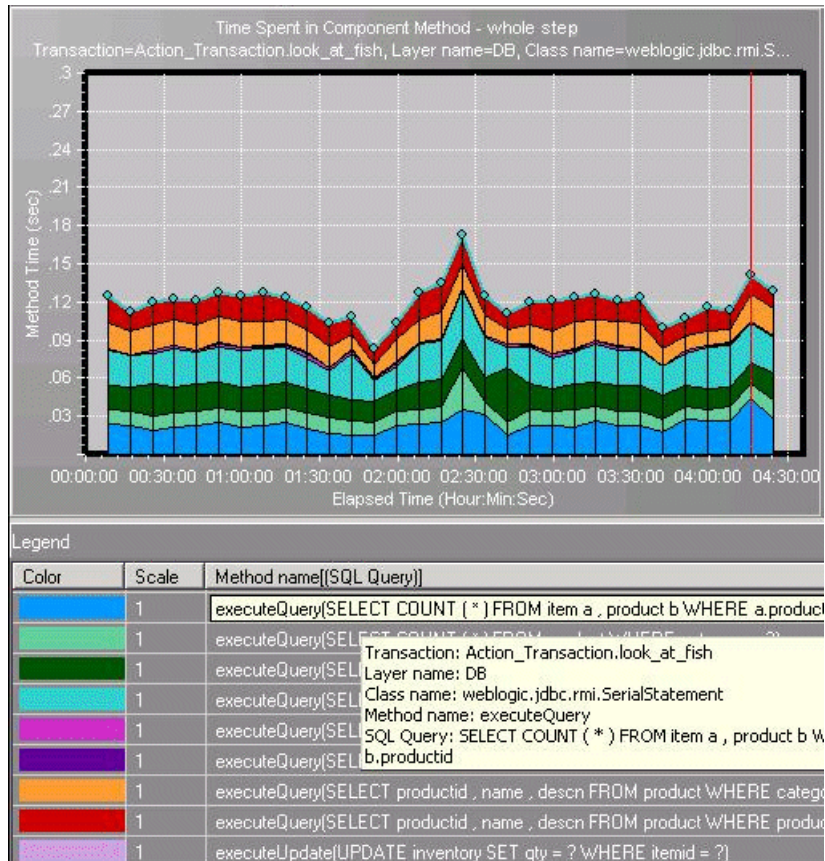 Time Spent in Component Method - whole step
Transaction=Action_Transaction.look_at_fish, Layer name=DB, Class name=weblogic.jdbc.rmi.S...
.3
.27
.24
.21
.18
.15
.12
.09
.06
.03
Method Time (sec)
00:00:00 00:30:00 01:00:00 01:30:00 02:00:00 02:30:00 03:00:00 03:30:00 04:00:00 04:30:00
Elapsed Time (Hour:Min:Sec)
Legend
Color Scale Method name[(SQL Query)]
1 executeQuery(SELECT COUNT ( * ) FROM item a , product b WHERE a.product
1 executeQuery(SEL
Transaction: Action_Transaction.look_at_fish
Layer name: DB
1 executeQuery(SEL
Class name: weblogic.jdbc.rmi.SerialStatement
1 executeQuery(SEL
Method name: executeQuery
1 executeQuery(SEL
SQL Query: SELECT COUNT ( * ) FROM item a , product b W
1 executeQuery(SEL
b.productid
1 executeQuery(SELECT productid , name , descn FROM product WHERE catego
1 executeQuery(SELECT productid , name , descn FROM product WHERE produc
1 executeUpdate(UPDATE inventory SET qty = ? WHERE itemid = ?)